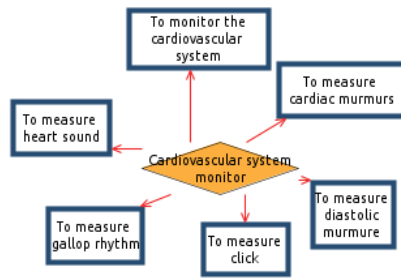 To monitor the
cardiovascular
system
To measure
cardiac murmurs
To measure
heart sound
Cardiovascular system
monitor
To measure
diastolic
murmure
To measure
gallop rhythm
To measure
click